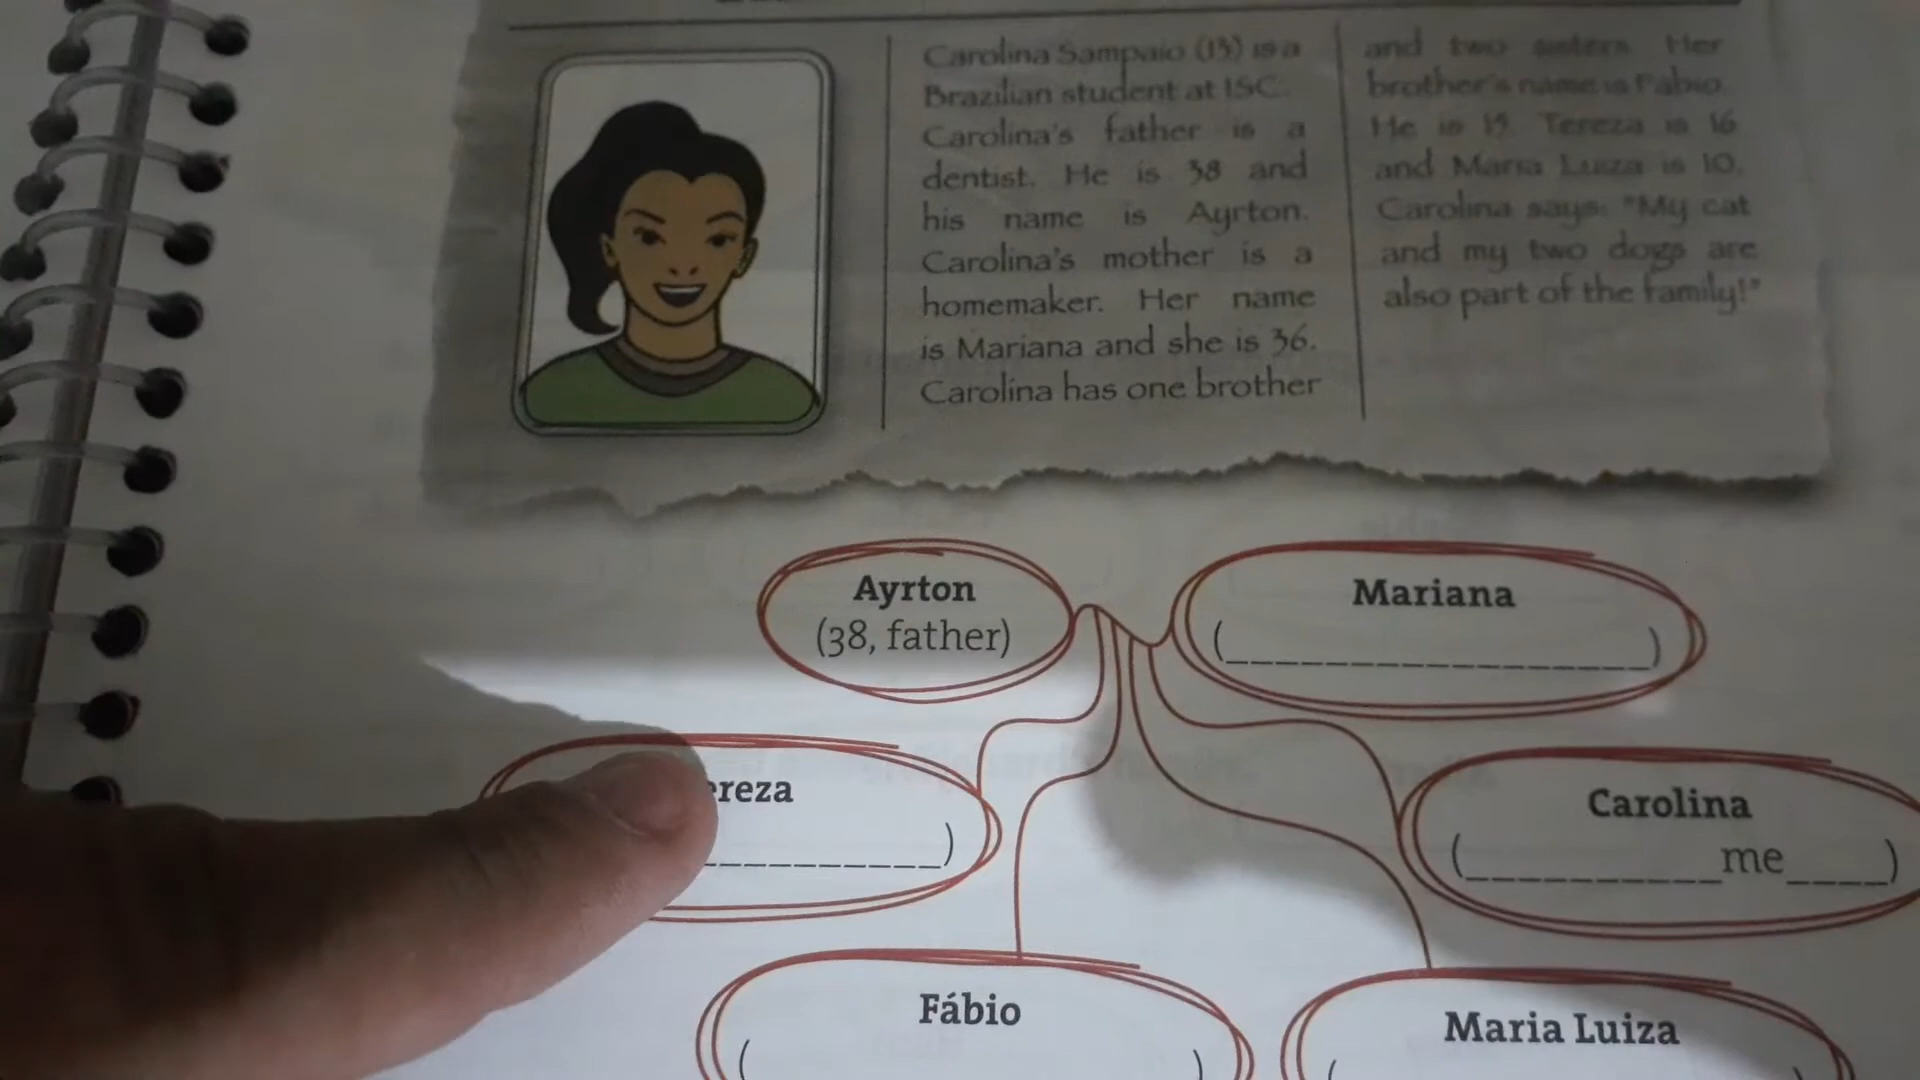 Carolina Sampaio (13) is a
Brazilian student at ISC.
Carolina's father is a
dentist. He is 38 and
his name is Ayrton.
Carolina's mother is a
homemaker. Her name
is Mariana and she is 36.
Carolina has one brother
and two sisters. Her
brother's name is Fabio.
He is 15. Tereza is 16
and Maria Luiza is 10.
Carolina says: "My cat
and my two dogs are
also part of the family!"
Ayrton
(38, father)
Mariana
(_________________)
ereza
__________)
Carolina
(__________me____)
Fábio
( )
Maria Luiza
( )